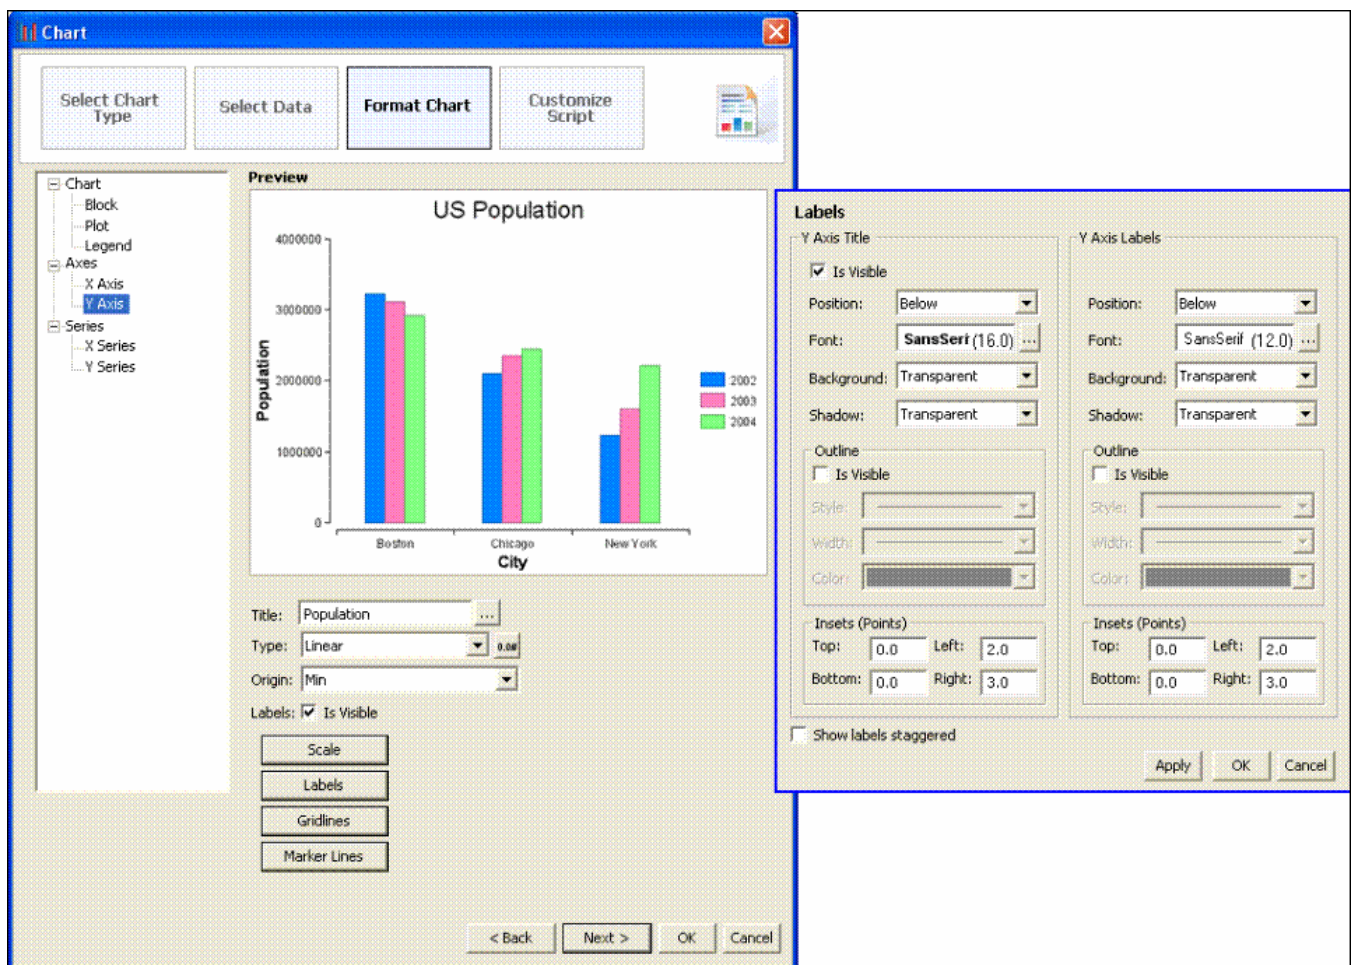 Chart
Select Chart Type
Select Data
Format Chart
Customize Script
Chart
Block
Plot
Legend
Axes
X Axis
Y Axis
Series
X Series
Y Series
Preview
US Population
4000000
3000000
2000000
1000000
0
Population
Boston Chicago New York
City
2002
2003
2004
Title: Population ...
Type: Linear 0.0#
Origin: Min
Labels: Is Visible
Scale
Labels
Gridlines
Marker Lines
< Back Next > OK Cancel
Labels
Y Axis Title
Is Visible
Position: Below
Font: SansSerif (16.0) ...
Background: Transparent
Shadow: Transparent
Outline
Is Visible
Style:
Width:
Color:
Insets (Points)
Top: 0.0 Left: 2.0
Bottom: 0.0 Right: 3.0
Y Axis Labels
Position: Below
Font: SansSerif (12.0) ...
Background: Transparent
Shadow: Transparent
Outline
Is Visible
Style:
Width:
Color:
Insets (Points)
Top: 0.0 Left: 2.0
Bottom: 0.0 Right: 3.0
Show labels staggered
Apply OK Cancel